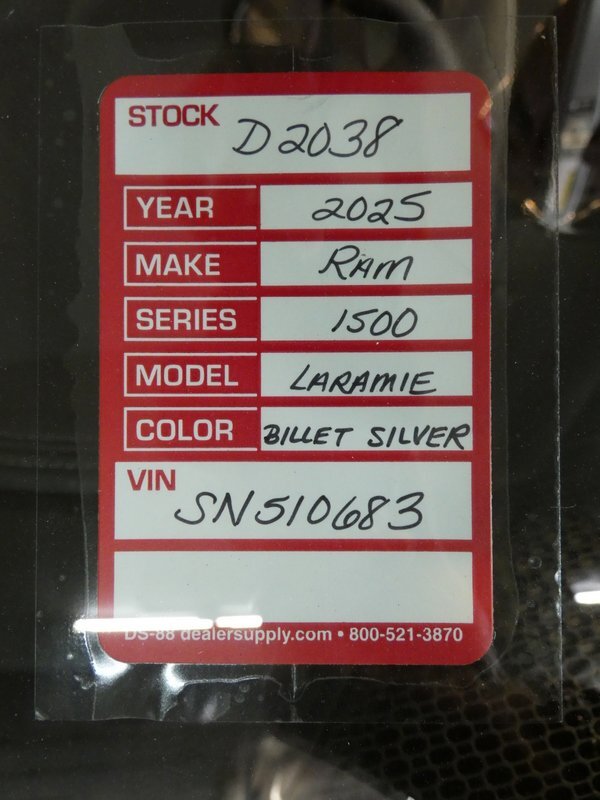 STOCK D2038
YEAR 2025
MAKE RAM
SERIES 1500
MODEL LARAMIE
COLOR BILLET SILVER
VIN SN510683
DS-88 dealersupply.com • 800-521-3870